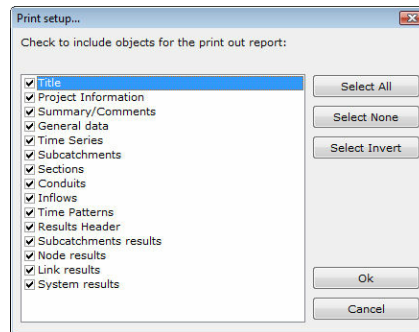 Print setup...
Check to include objects for the print out report:
Title
Project Information
Summary/Comments
General data
Time Series
Subcatchments
Sections
Conduits
Inflows
Time Patterns
Results Header
Subcatchments results
Node results
Link results
System results
Select All
Select None
Select Invert
Ok
Cancel